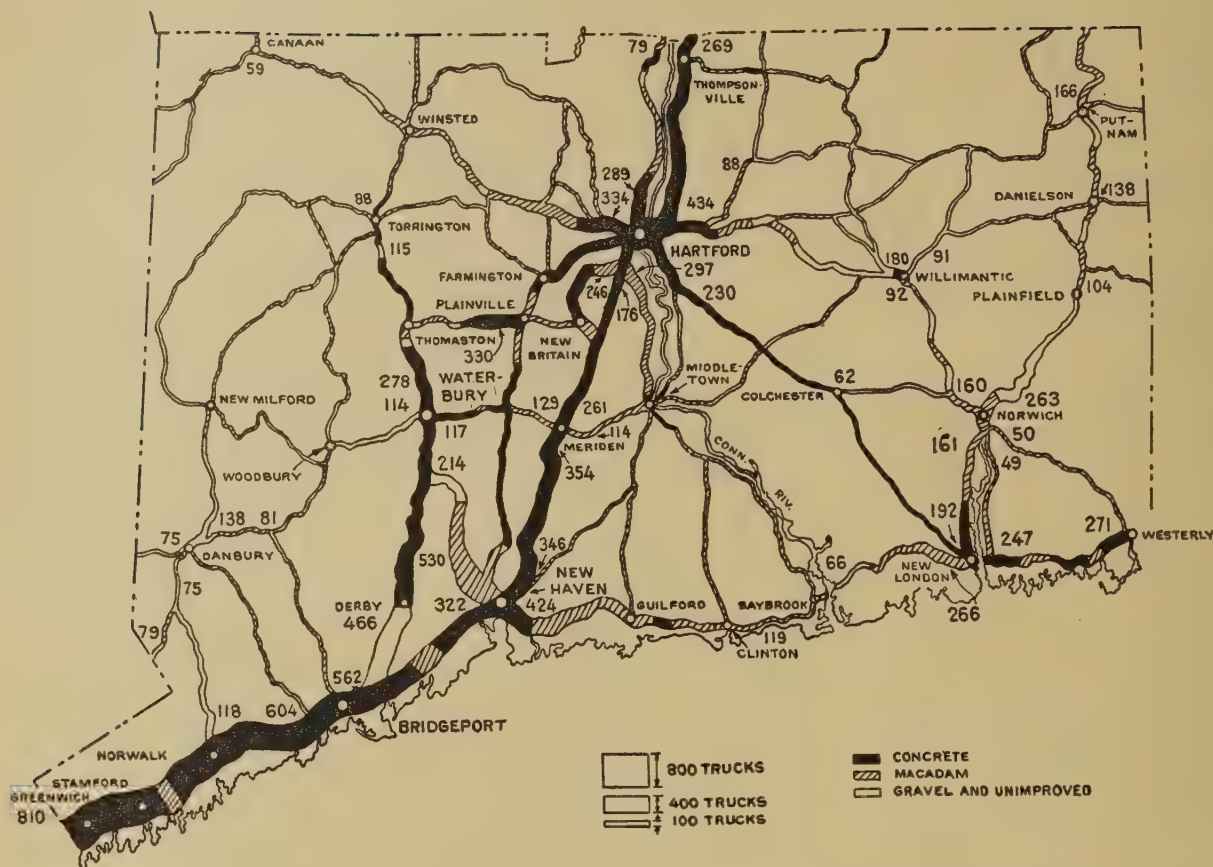 CANAAN
59
79
269
THOMPSON-
VILLE
166
PUT-
NAM
WINSTED
88
289
334
434
DANIELSON
138
88
TORRINGTON
115
HARTFORD
180
91
WILLIMANTIC
92
FARMINGTON
297
246
176
230
PLAINFIELD
104
PLAINVILLE
THOMASTON
330
NEW
BRITAIN
MIDDLE-
TOWN
278
WATER-
BURY
114
117
129
261
114
MERIDEN
354
COLCHESTER
62
160
263
NORWICH
50
161
49
NEW MILFORD
WOODBURY
214
CONN.
RIV.
138
81
75
DANBURY
75
530
346
NEW
HAVEN
322
424
192
247
271
WESTERLY
66
NEW
LONDON
266
DERBY
466
GUILFORD
SAYBROOK
119
CLINTON
79
562
BRIDGEPORT
118
604
NORWALK
STAMFORD
GREENWICH
810
800 TRUCKS
400 TRUCKS
100 TRUCKS
CONCRETE
MACADAM
GRAVEL AND UNIMPROVED